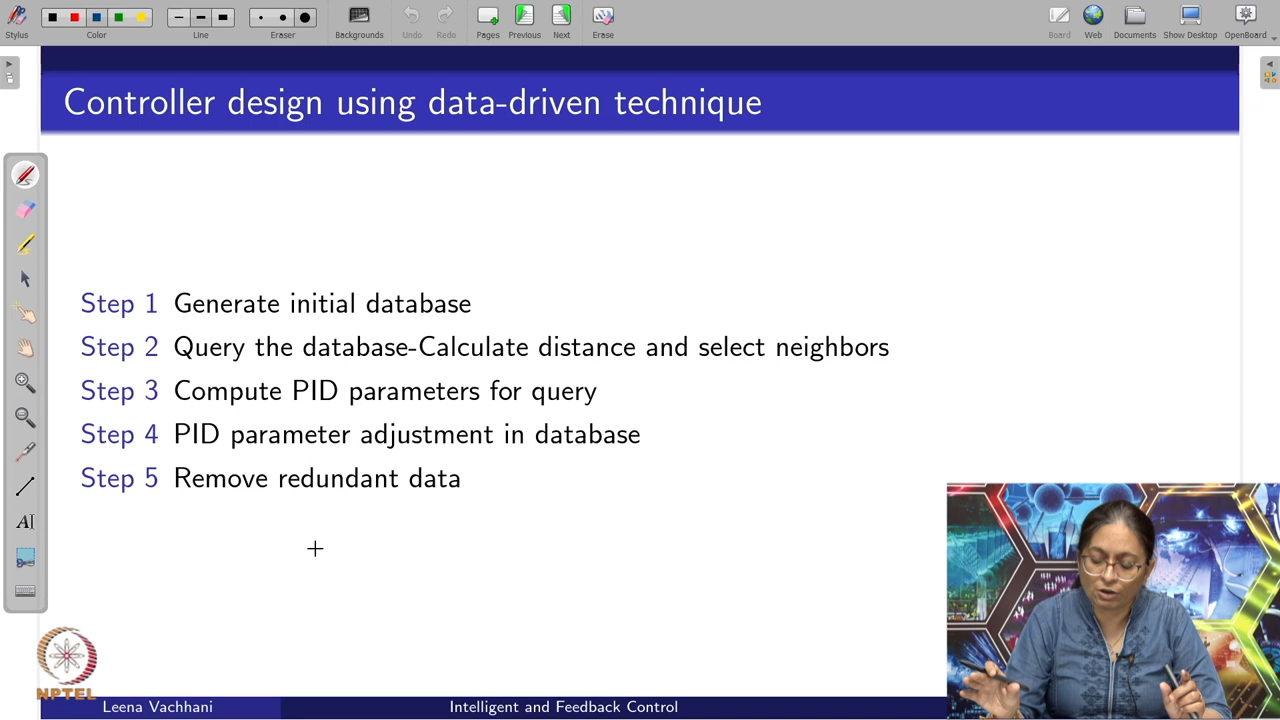 Stylus
Color
Line
Eraser
Backgrounds
Undo
Redo
Pages
Previous
Next
Erase
Board
Web
Documents
Show Desktop
OpenBoard
Controller design using data-driven technique
Step 1 Generate initial database
Step 2 Query the database-Calculate distance and select neighbors
Step 3 Compute PID parameters for query
Step 4 PID parameter adjustment in database
Step 5 Remove redundant data
AI
NPTEL
Leena Vachhani
Intelligent and Feedback Control